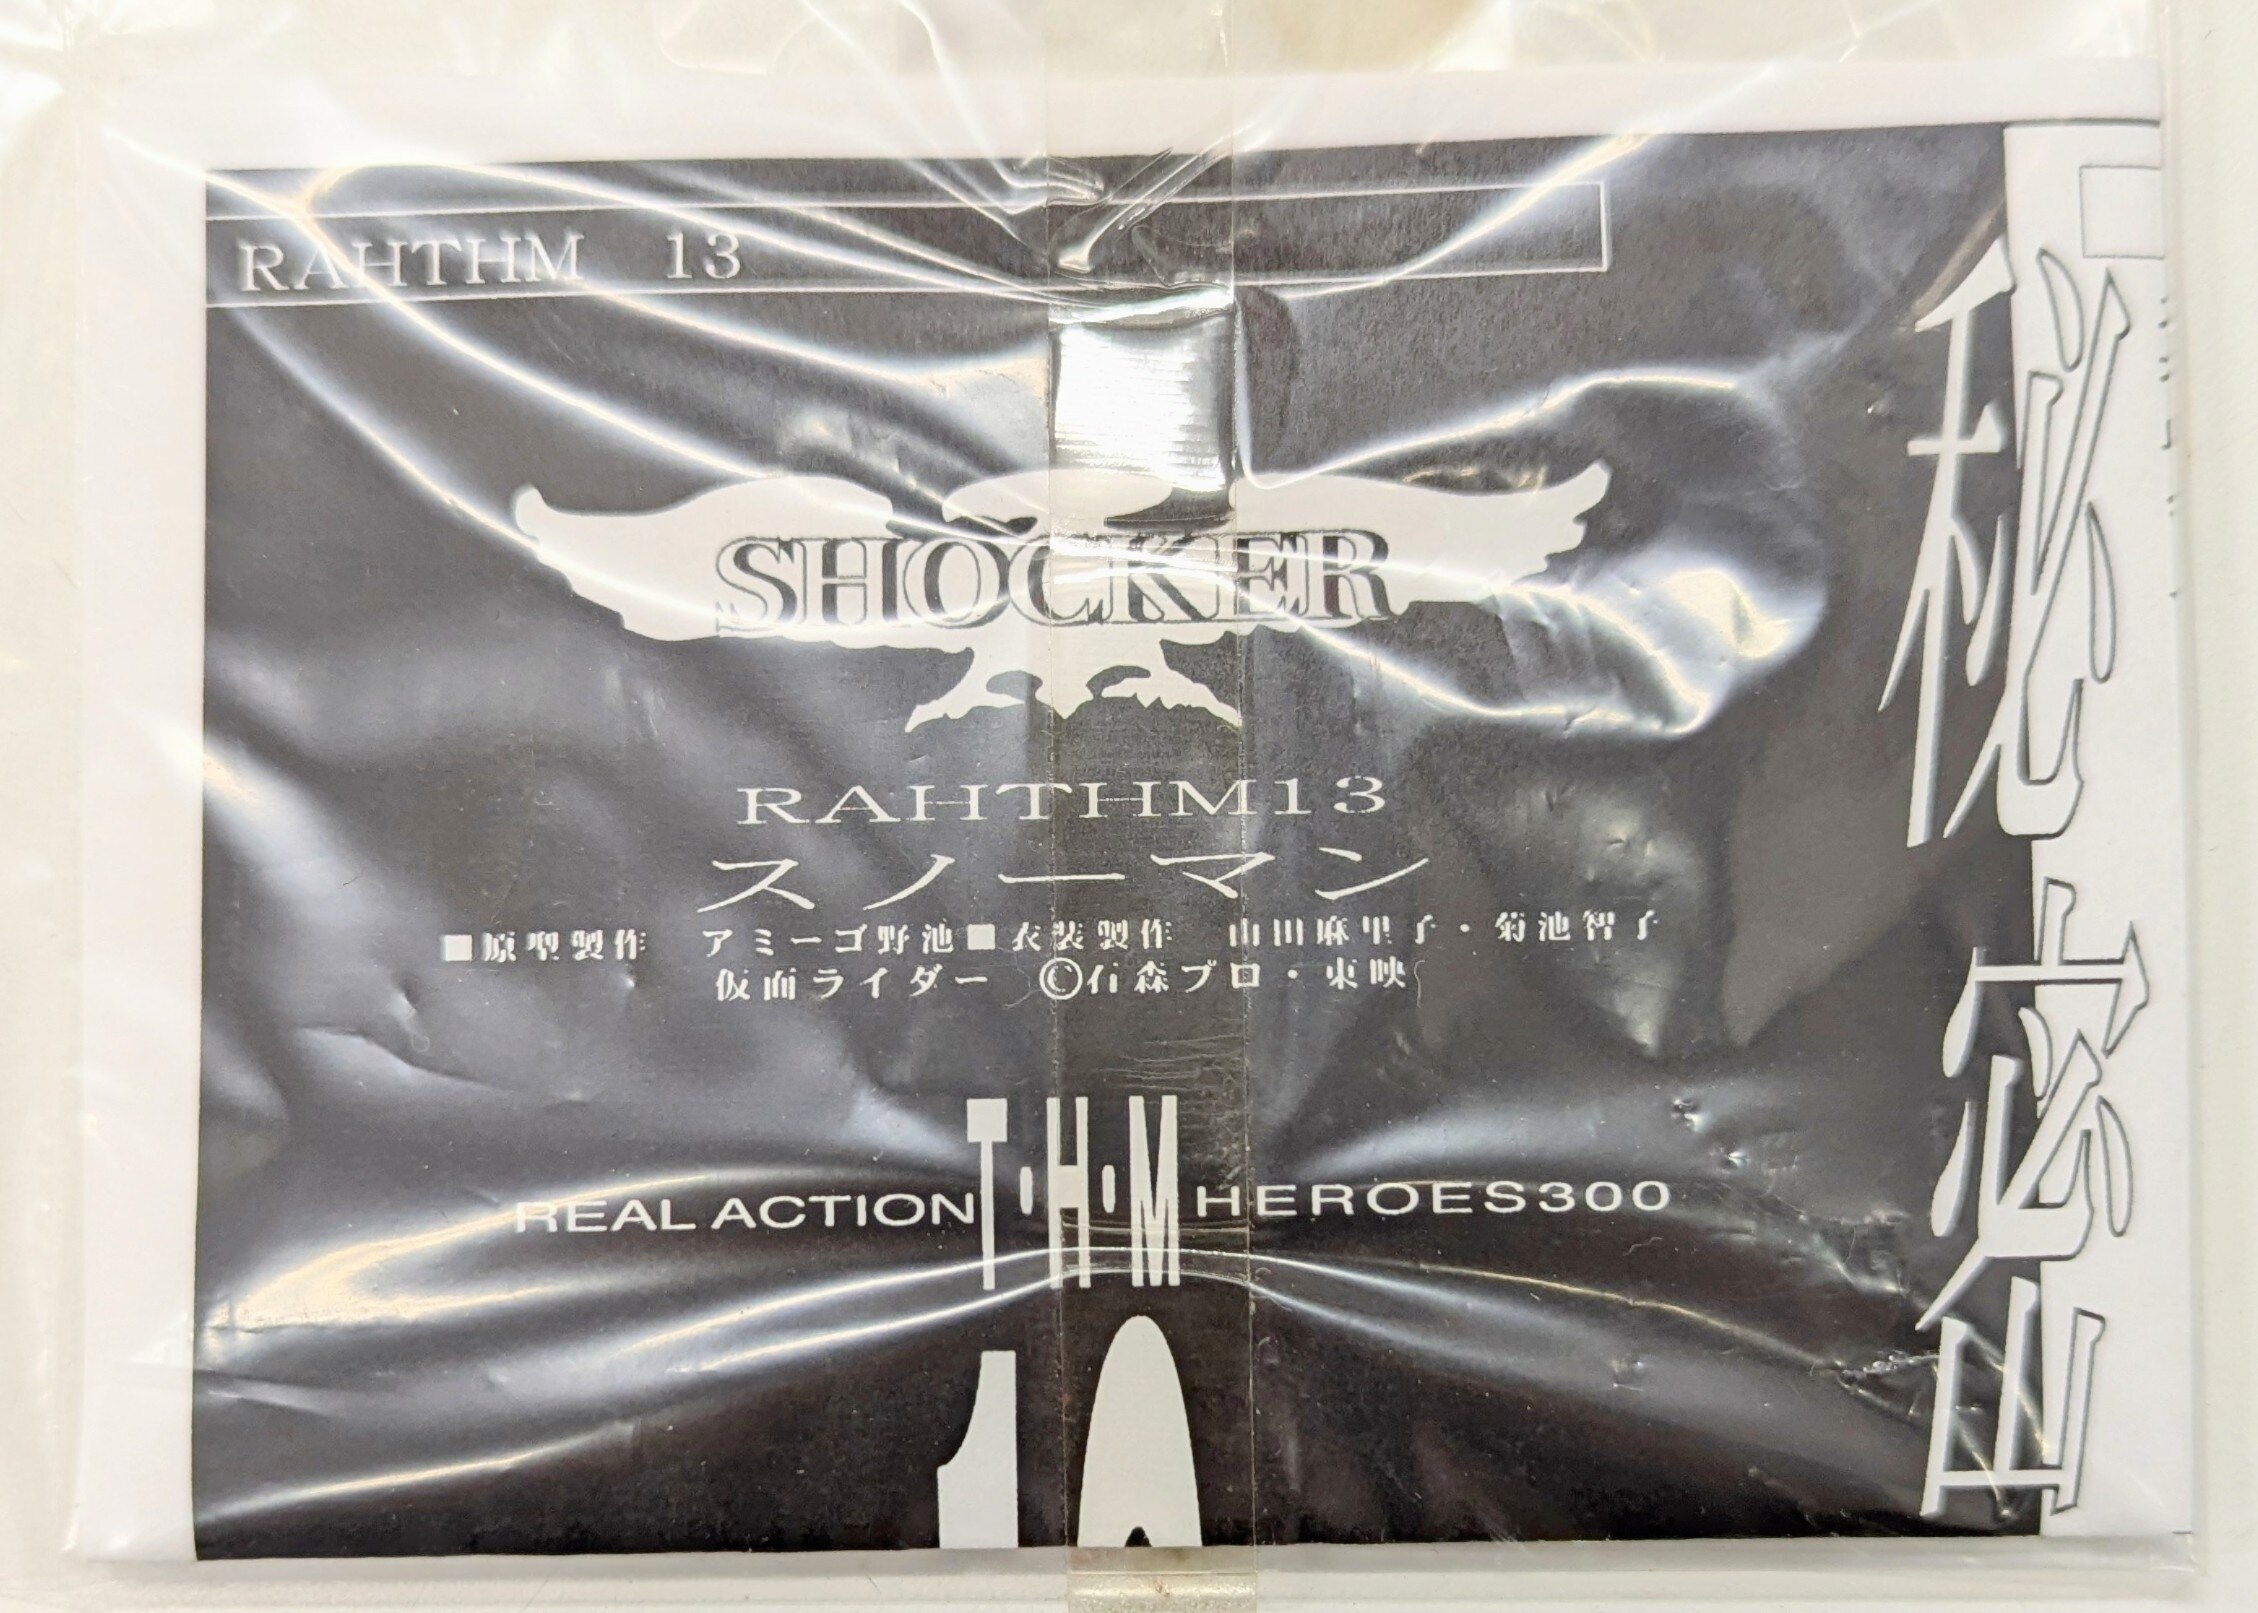 RAHTHM 13
SHOCKER
RAHTHM13
スノーマン
■原型製作 アミーゴ野池■衣装製作 山田麻里子・菊池智子
仮面ライダー ©石森プロ・東映
REAL ACTION T·H·M HEROES300
秘密